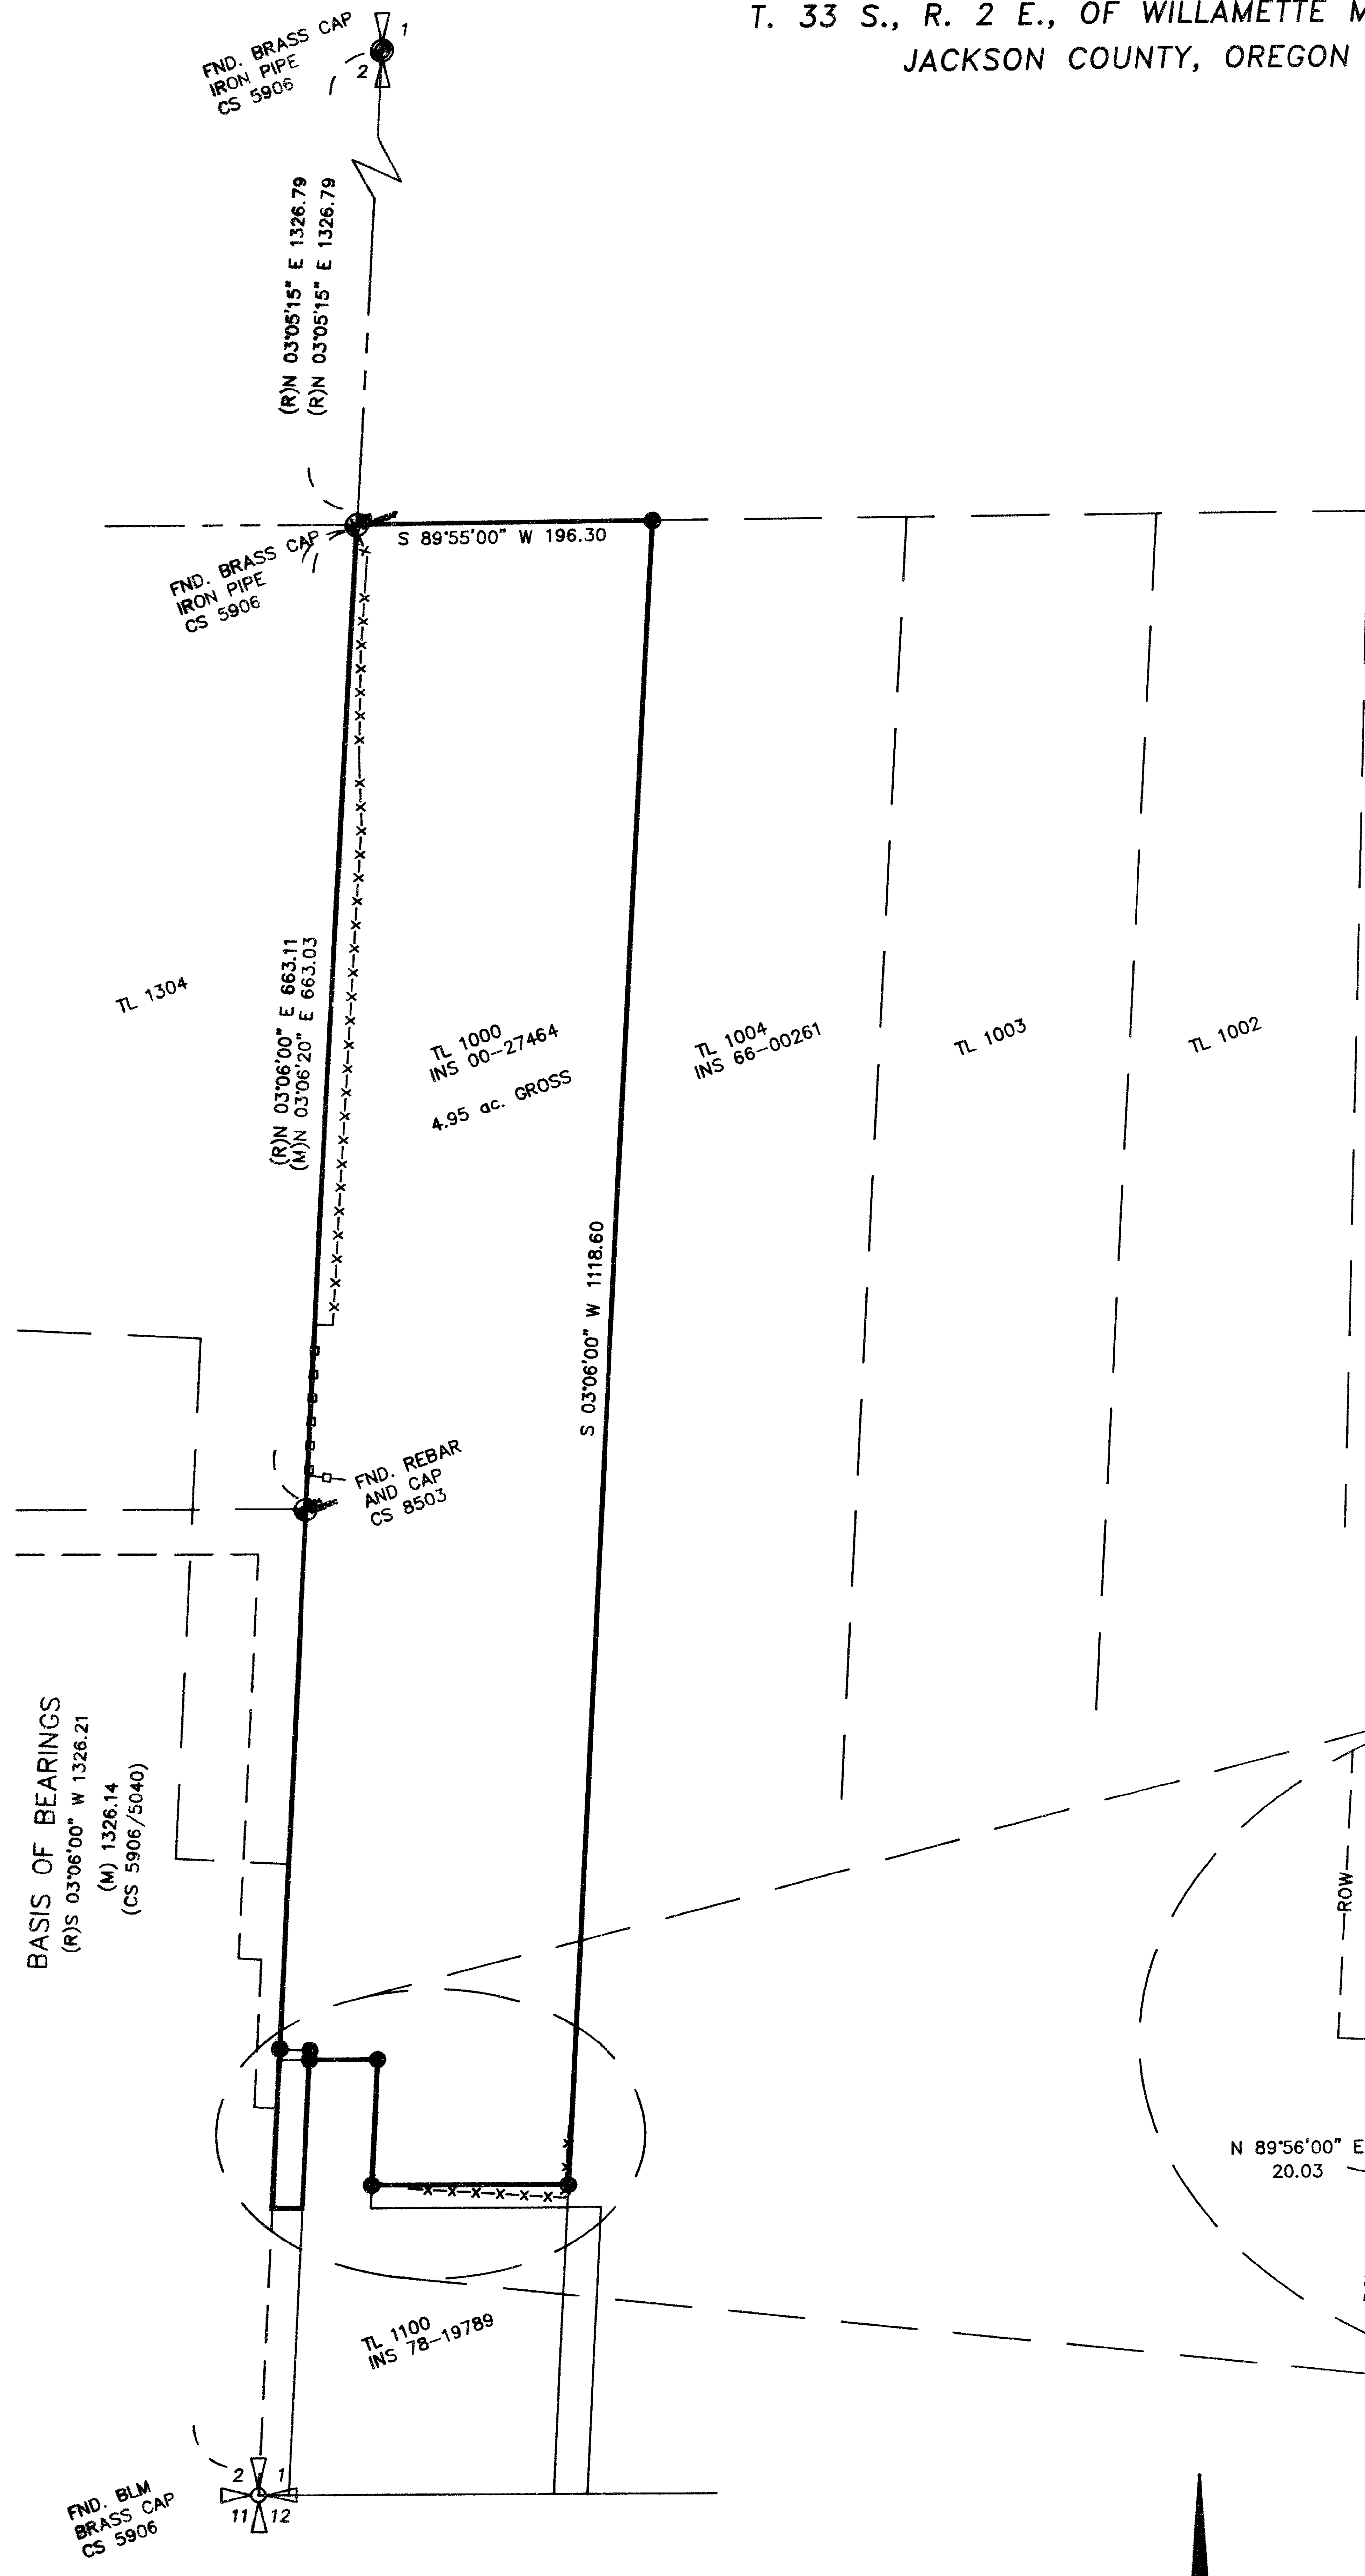 T. 33 S., R. 2 E., OF WILLAMETTE M
JACKSON COUNTY, OREGON
FND. BRASS CAP
IRON PIPE
CS 5906
1
2
(R)N 03°05'15" E 1326.79
(R)N 03°05'15" E 1326.79
S 89°55'00" W 196.30
FND. BRASS CAP
IRON PIPE
CS 5906
(R)N 03°06'00" E 663.11
(M)N 03°06'20" E 663.03
TL 1304
TL 1000
INS 00-27464
4.95 ac. GROSS
TL 1004
INS 66-00261
TL 1003
TL 1002
S 03°06'00" W 1118.60
FND. REBAR
AND CAP
CS 8503
BASIS OF BEARINGS
(R)S 03°06'00" W 1326.21
(M) 1326.14
(CS 5906/5040)
ROW
N 89°56'00" E
20.03
TL 1100
INS 78-19789
2 1
11 12
FND. BLM
BRASS CAP
CS 5906